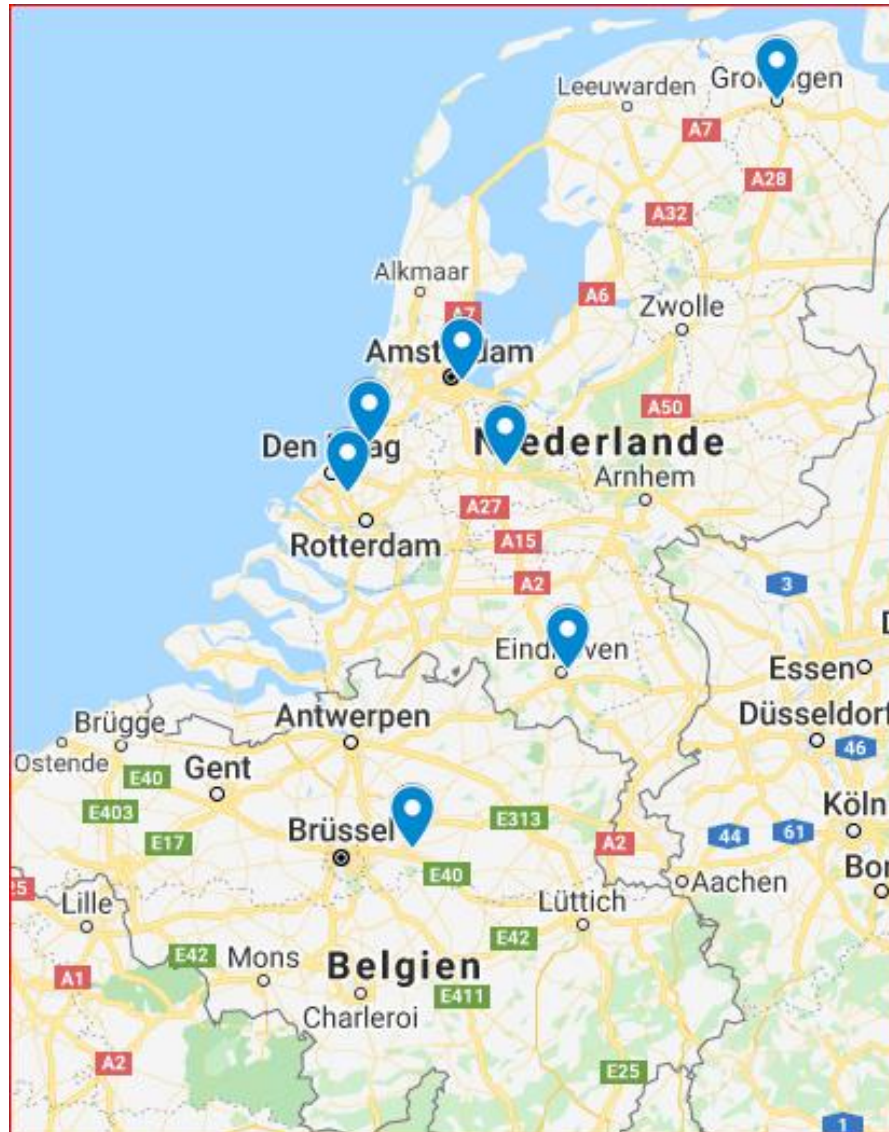 Groningen
Leeuwarden
A7
A28
A32
Alkmaar
A6
Zwolle
A7
Amsterdam
A50
Den Haag
Niederlande
Arnhem
A27
Rotterdam
A15
A2
3
Eindhoven
Essen
Antwerpen
Düsseldorf
Brügge
46
Ostende
E40
Gent
E403
E313
Köln
Brüssel
E17
A2
44
61
E40
Aachen
Bon
25
Lille
Lüttich
E42
E42
Mons
Belgien
A1
E411
Charleroi
A2
E25
1